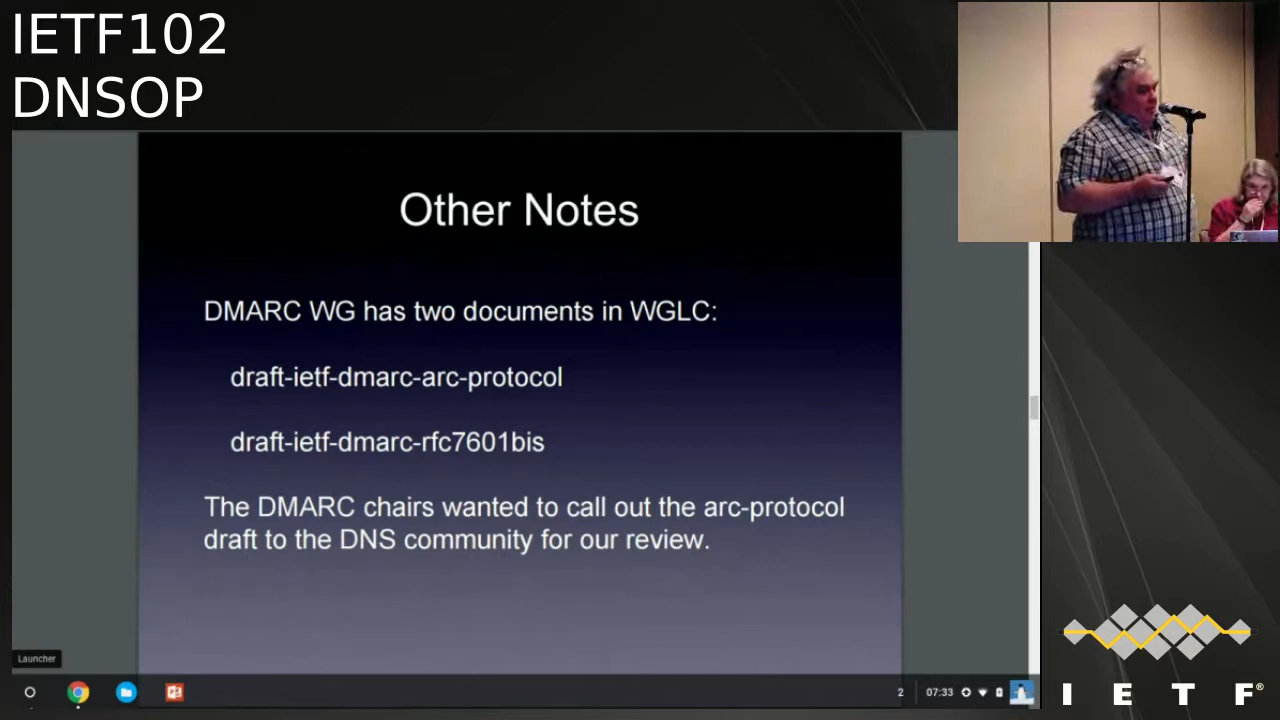 IETF102
DNSOP
Other Notes
DMARC WG has two documents in WGLC:
draft-ietf-dmarc-arc-protocol
draft-ietf-dmarc-rfc7601bis
The DMARC chairs wanted to call out the arc-protocol
draft to the DNS community for our review.
Launcher
2
07:33
I E T F®